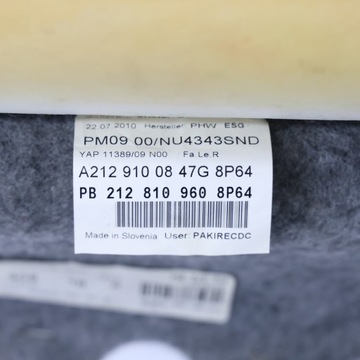 22.07.2010 Hersteller: PHW ESG
PM09 00/NU4343SND
YAP 11389/09 N00 Fa Le.R
A212 910 08 47G 8P64
PB 212 810 960 8P64
Made in Slovenia User: PAKIRECDC